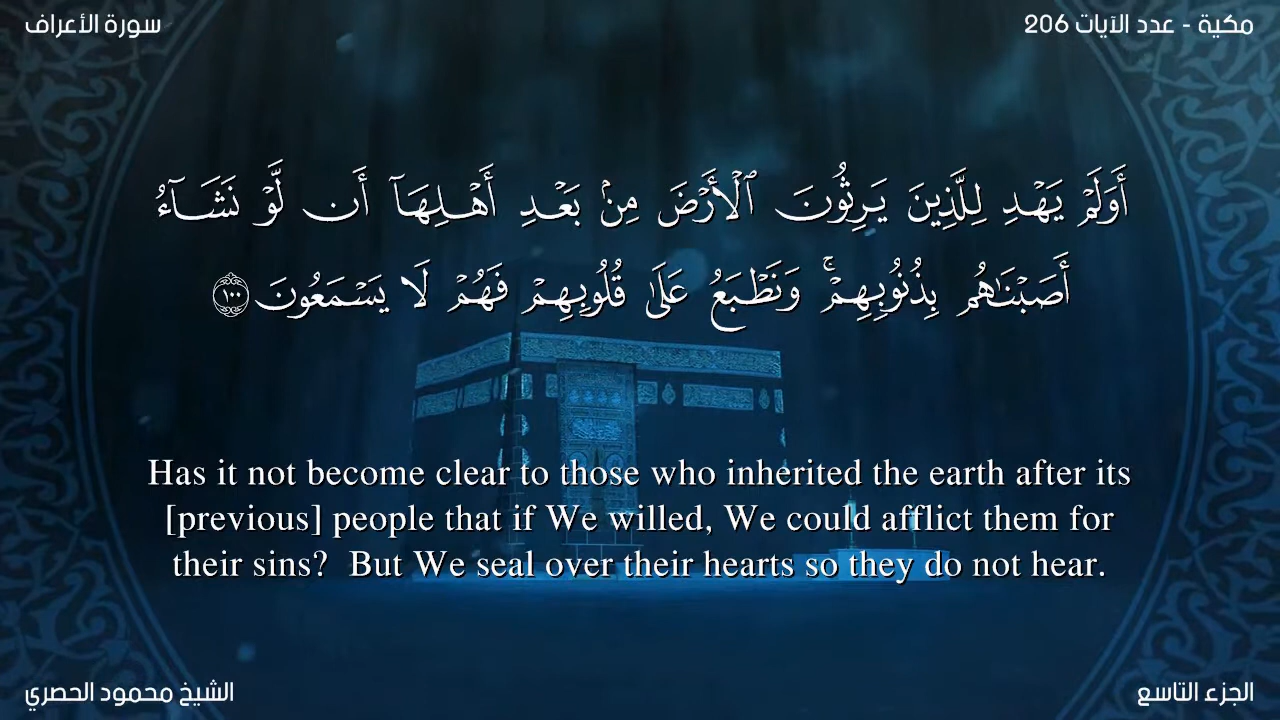 سورة الأعراف
مكية - عدد الآيات 206
أَوَلَمْ يَهْدِ لِلَّذِينَ يَرِثُونَ ٱلْأَرْضَ مِنۢ بَعْدِ أَهْلِهَآ أَن لَّوْ نَشَآءُ
أَصَبْنَٰهُم بِذُنُوبِهِمْ ۚ وَنَطْبَعُ عَلَىٰ قُلُوبِهِمْ فَهُمْ لَا يَسْمَعُونَ ١٠٠
Has it not become clear to those who inherited the earth after its
[previous] people that if We willed, We could afflict them for
their sins?  But We seal over their hearts so they do not hear.
الشيخ محمود الحصري
الجزء التاسع